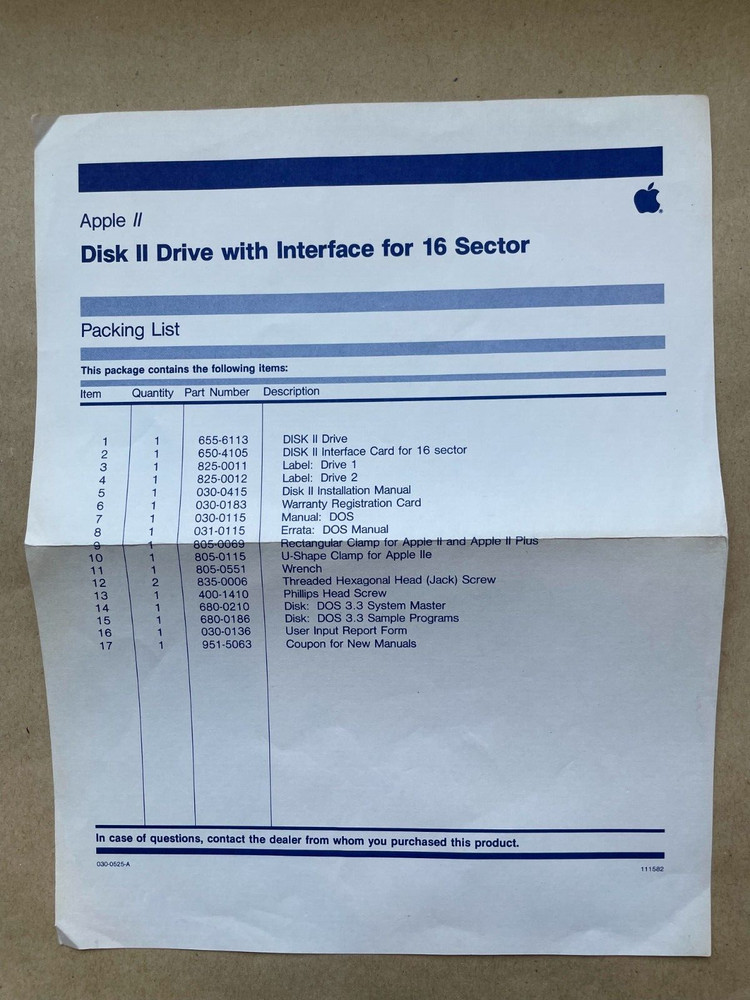 Apple II
Disk II Drive with Interface for 16 Sector
Packing List
This package contains the following items:
Item Quantity Part Number Description
1 1 655-6113 DISK II Drive
2 1 650-4105 DISK II Interface Card for 16 sector
3 1 825-0011 Label: Drive 1
4 1 825-0012 Label: Drive 2
5 1 030-0415 Disk II Installation Manual
6 1 030-0183 Warranty Registration Card
7 1 030-0115 Manual: DOS
8 1 031-0115 Errata: DOS Manual
9 1 805-0069 Rectangular Clamp for Apple II and Apple II Plus
10 1 805-0115 U-Shape Clamp for Apple IIe
11 1 805-0551 Wrench
12 2 835-0006 Threaded Hexagonal Head (Jack) Screw
13 1 400-1410 Phillips Head Screw
14 1 680-0210 Disk: DOS 3.3 System Master
15 1 680-0186 Disk: DOS 3.3 Sample Programs
16 1 030-0136 User Input Report Form
17 1 951-5063 Coupon for New Manuals
In case of questions, contact the dealer from whom you purchased this product.
030-0525-A 111582